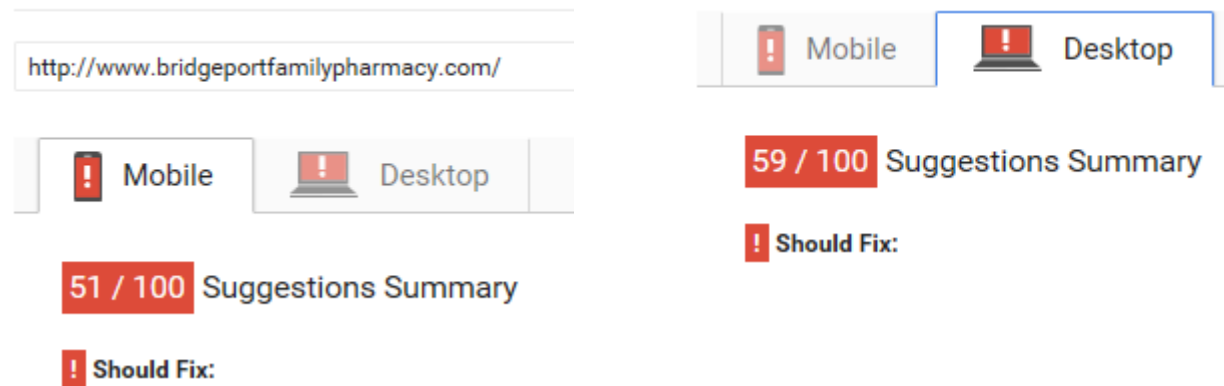 http://www.bridgeportfamilypharmacy.com/
! Mobile ! Desktop
51 / 100 Suggestions Summary
! Should Fix:
! Mobile ! Desktop
59 / 100 Suggestions Summary
! Should Fix: